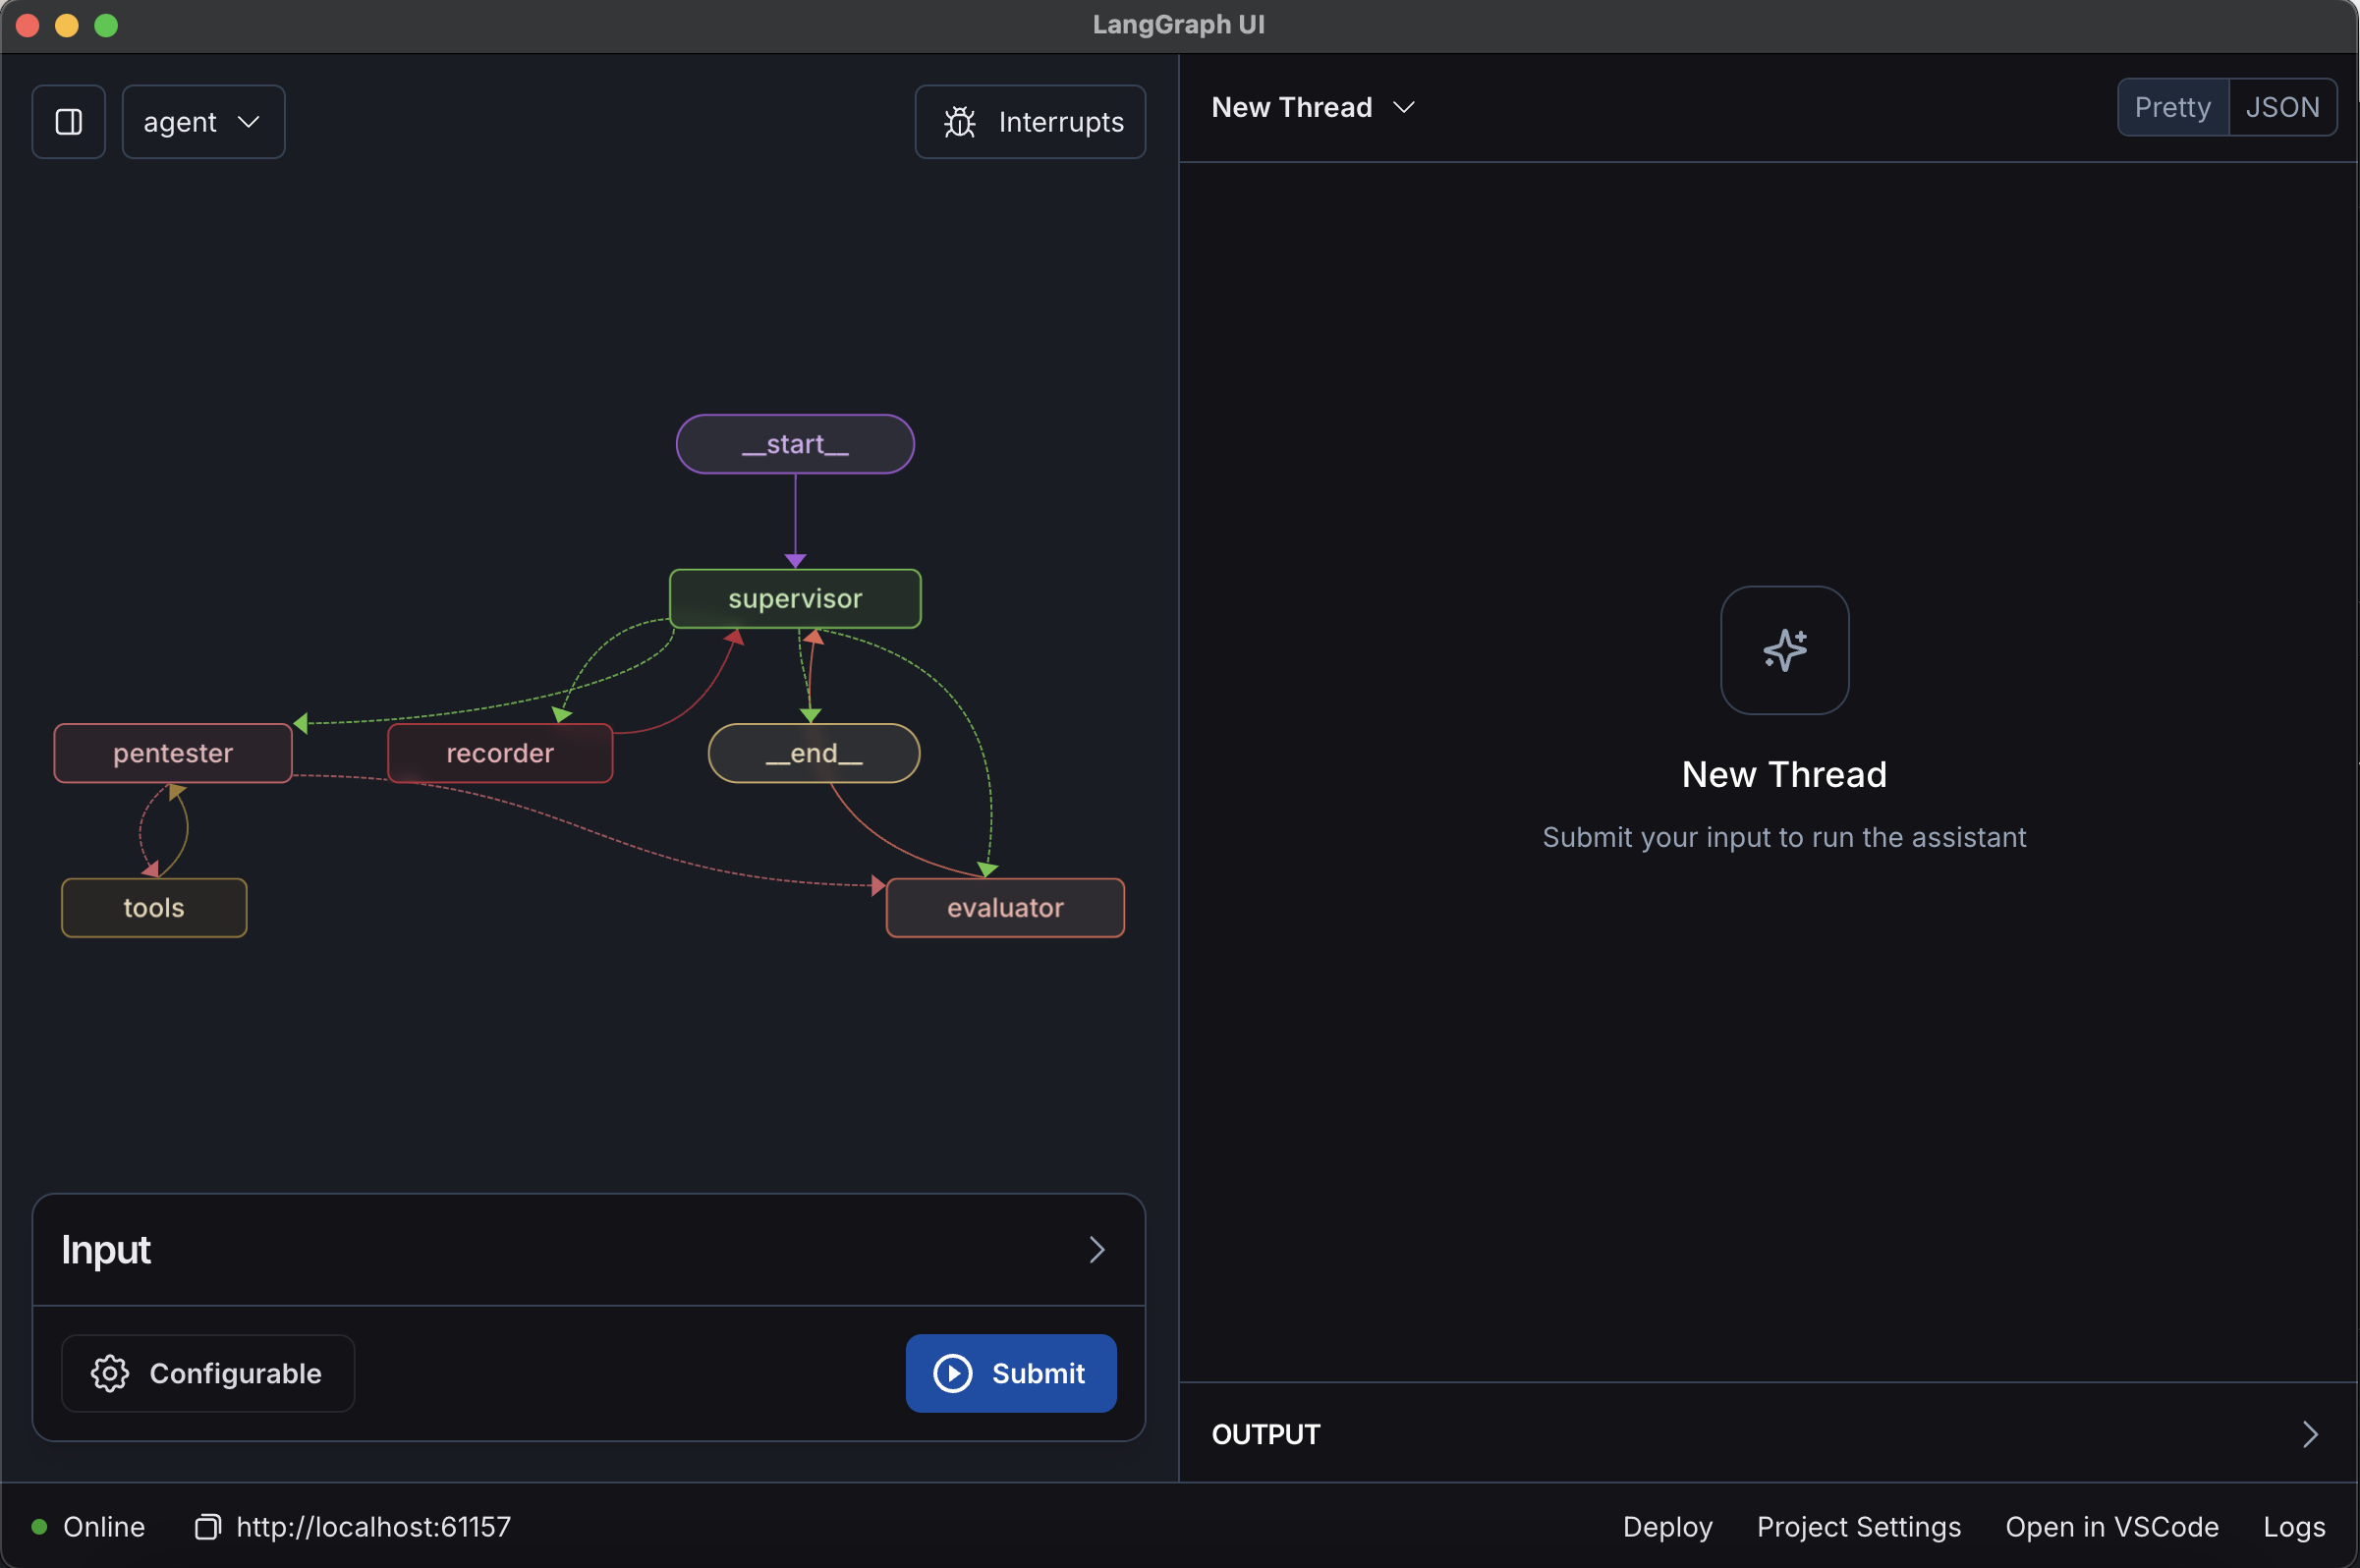 LangGraph UI
agent
Interrupts
New Thread
Pretty
JSON
__start__
supervisor
pentester
recorder
__end__
tools
evaluator
New Thread
Submit your input to run the assistant
Input
Configurable
Submit
OUTPUT
Online
http://localhost:61157
Deploy
Project Settings
Open in VSCode
Logs